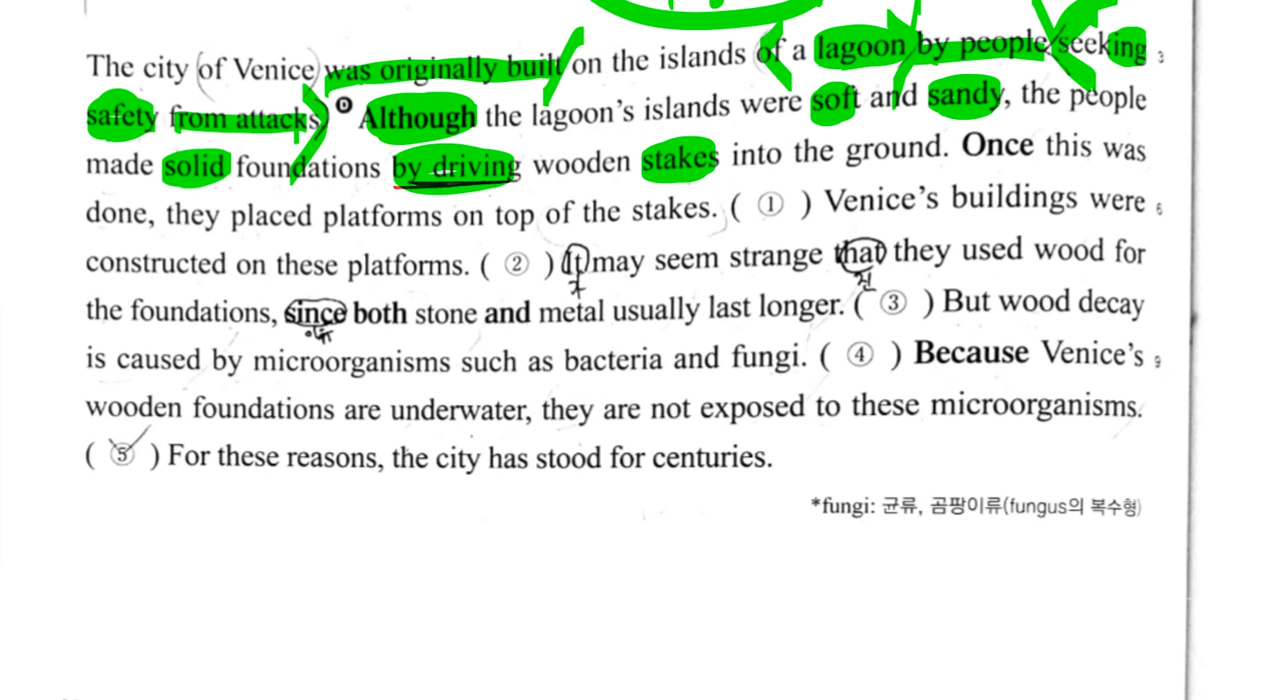 The city (of Venice) was originally built / on the islands of a lagoon by people seeking 3
safety from attacks. Although the lagoon's islands were soft and sandy, the people
made solid foundations by driving wooden stakes into the ground. Once this was
done, they placed platforms on top of the stakes. ( ① ) Venice's buildings were 6
constructed on these platforms. ( ② ) It may seem strange that they used wood for
the foundations, since both stone and metal usually last longer. ( ③ ) But wood decay
is caused by microorganisms such as bacteria and fungi. ( ④ ) Because Venice's 9
wooden foundations are underwater, they are not exposed to these microorganisms.
( ⑤ ) For these reasons, the city has stood for centuries.
*fungi: 균류, 곰팡이류(fungus의 복수형)